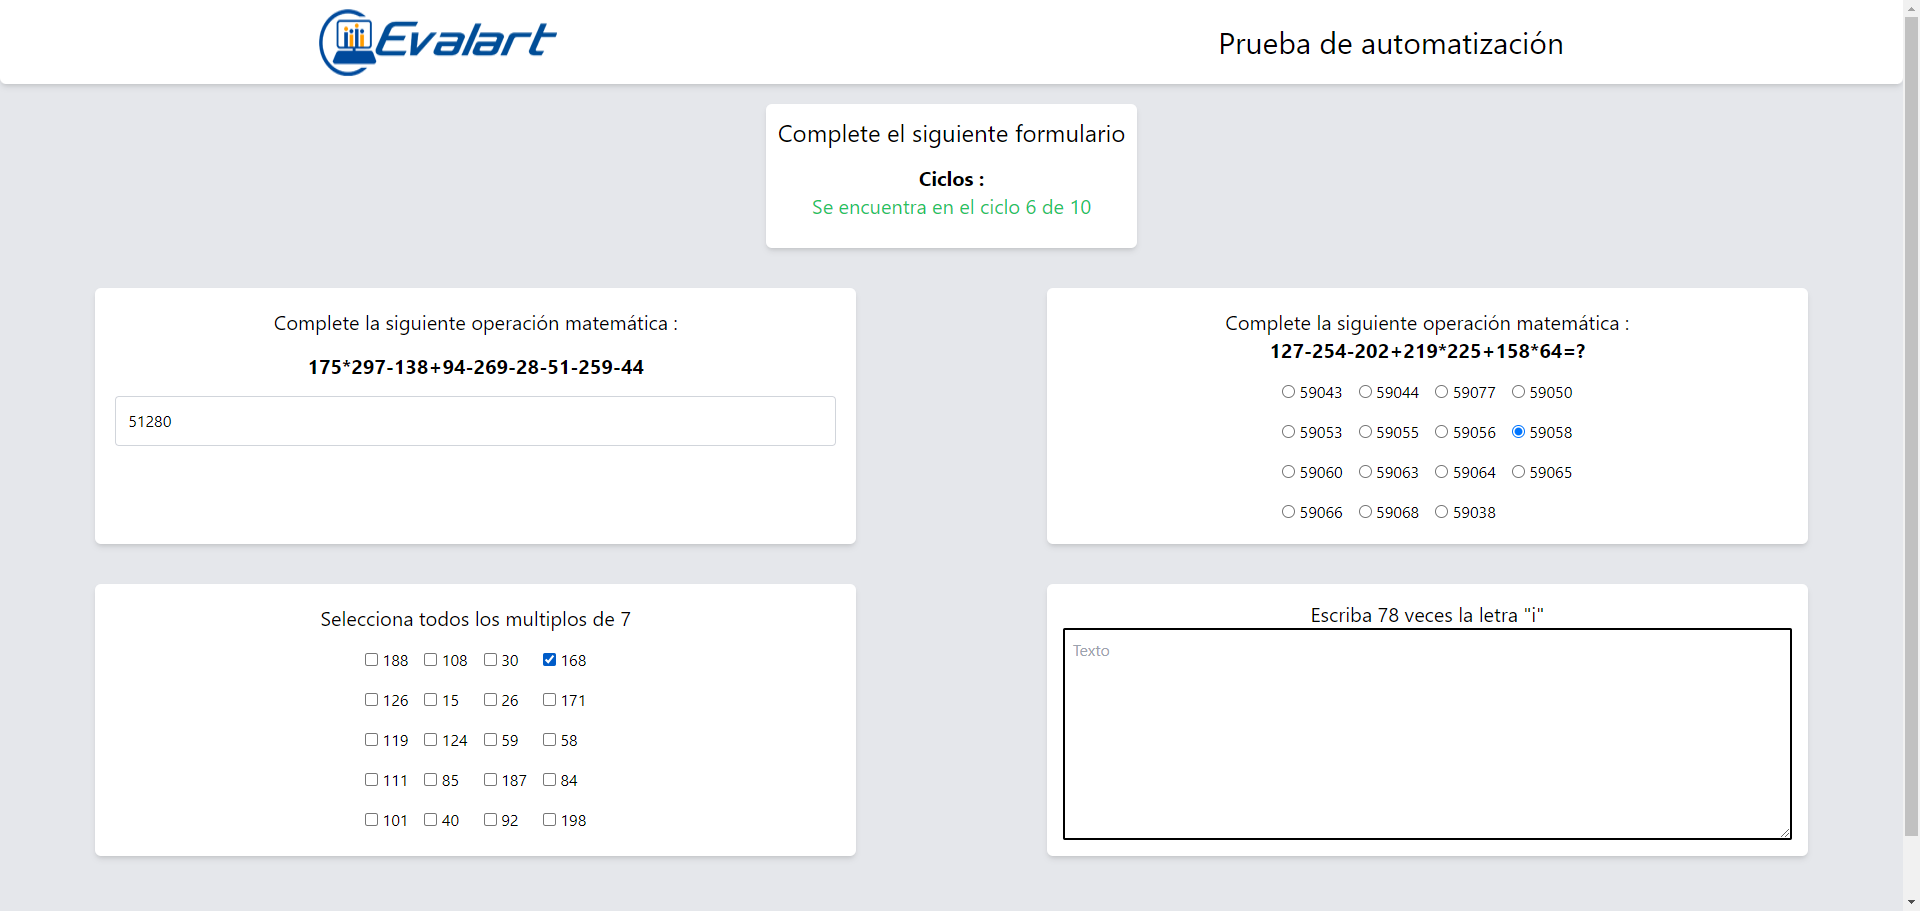 Evalart
Prueba de automatización
Complete el siguiente formulario
Ciclos :
Se encuentra en el ciclo 6 de 10
Complete la siguiente operación matemática :
175*297-138+94-269-28-51-259-44
51280
Complete la siguiente operación matemática :
127-254-202+219*225+158*64=?
59043 59044 59077 59050
59053 59055 59056 59058
59060 59063 59064 59065
59066 59068 59038
Selecciona todos los multiplos de 7
188 108 30 168
126 15 26 171
119 124 59 58
111 85 187 84
101 40 92 198
Escriba 78 veces la letra "i"
Texto